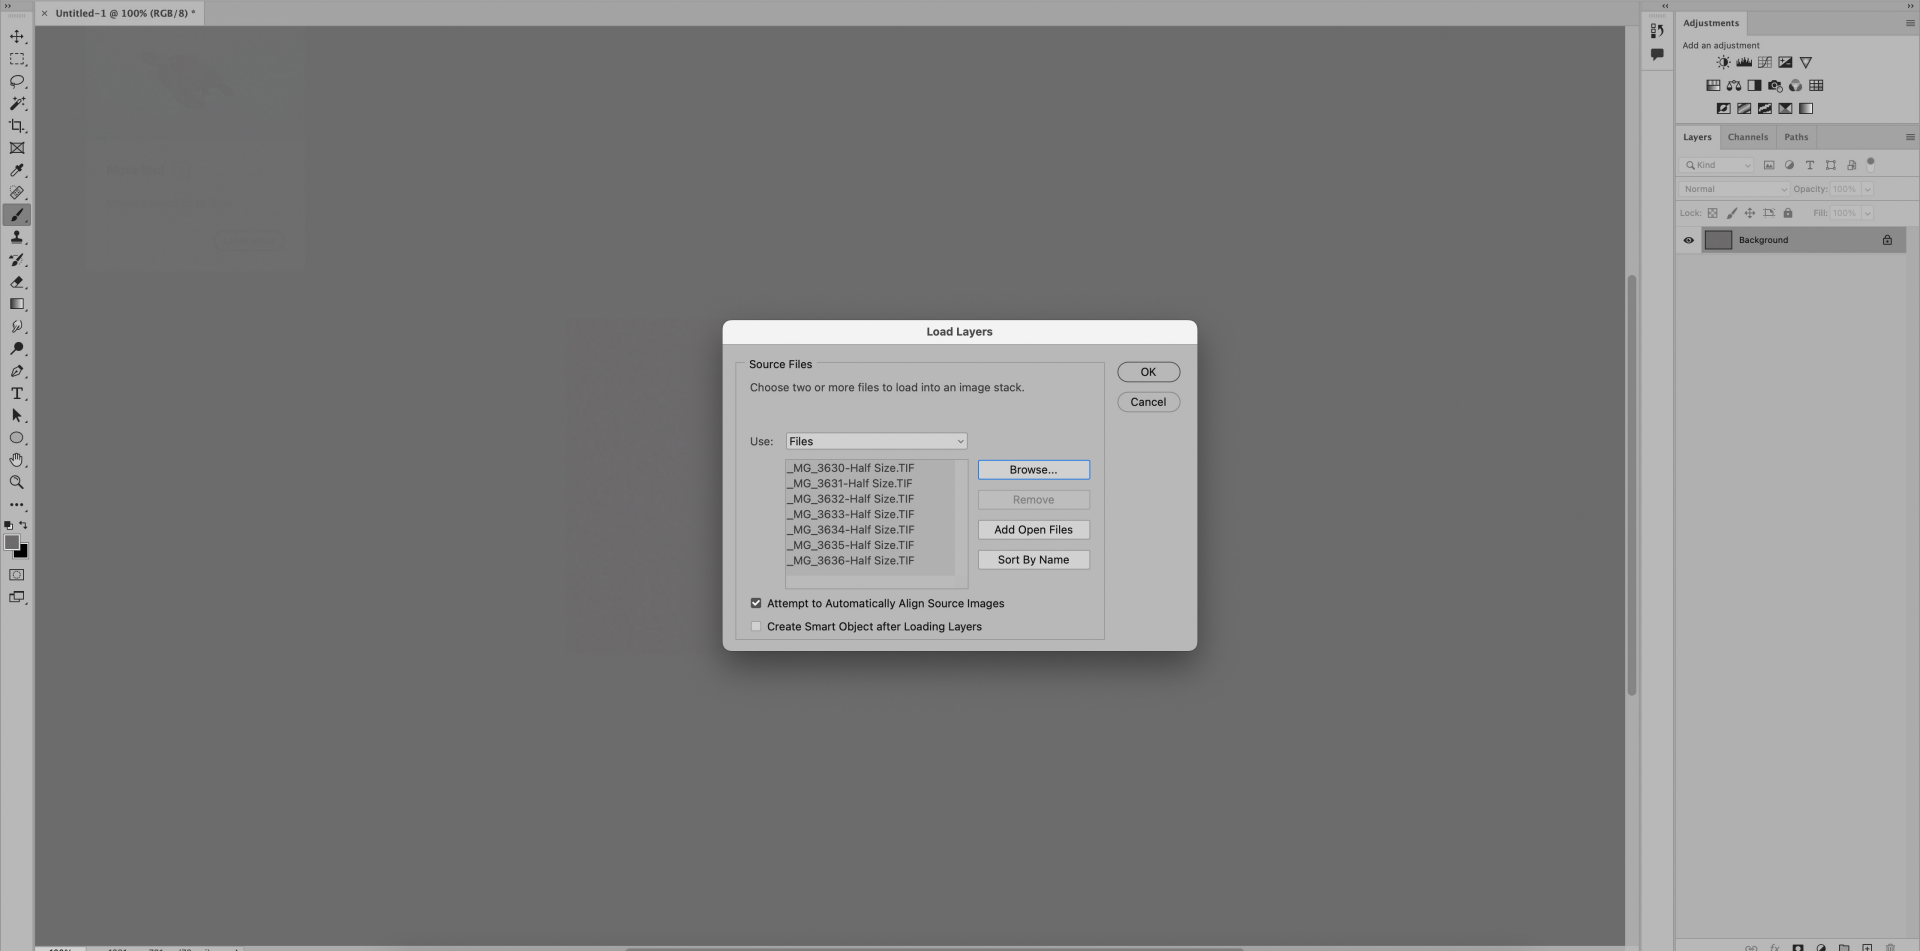 Untitled-1 @ 100% (RGB/8) *
Adjustments
Add an adjustment
Layers
Channels
Paths
Kind
Normal
Opacity: 100%
Lock:
Fill: 100%
Background
Load Layers
Source Files
Choose two or more files to load into an image stack.
OK
Cancel
Use: Files
_MG_3630-Half Size.TIF
_MG_3631-Half Size.TIF
_MG_3632-Half Size.TIF
_MG_3633-Half Size.TIF
_MG_3634-Half Size.TIF
_MG_3635-Half Size.TIF
_MG_3636-Half Size.TIF
Browse...
Remove
Add Open Files
Sort By Name
Attempt to Automatically Align Source Images
Create Smart Object after Loading Layers